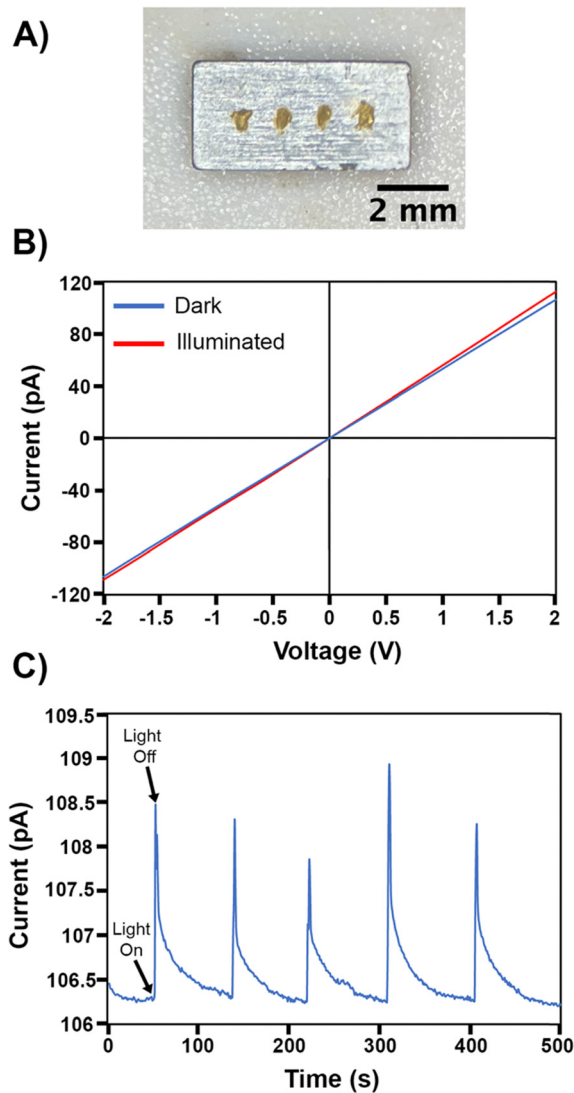 A)
2 mm
B)
120
80
40
0
-40
-80
-120
Dark
Illuminated
Current (pA)
-2
-1.5
-1
-0.5
0
0.5
1
1.5
2
Voltage (V)
C)
109.5
109
108.5
108
107.5
107
106.5
106
Light
Off
Light
On
Current (pA)
0
100
200
300
400
500
Time (s)